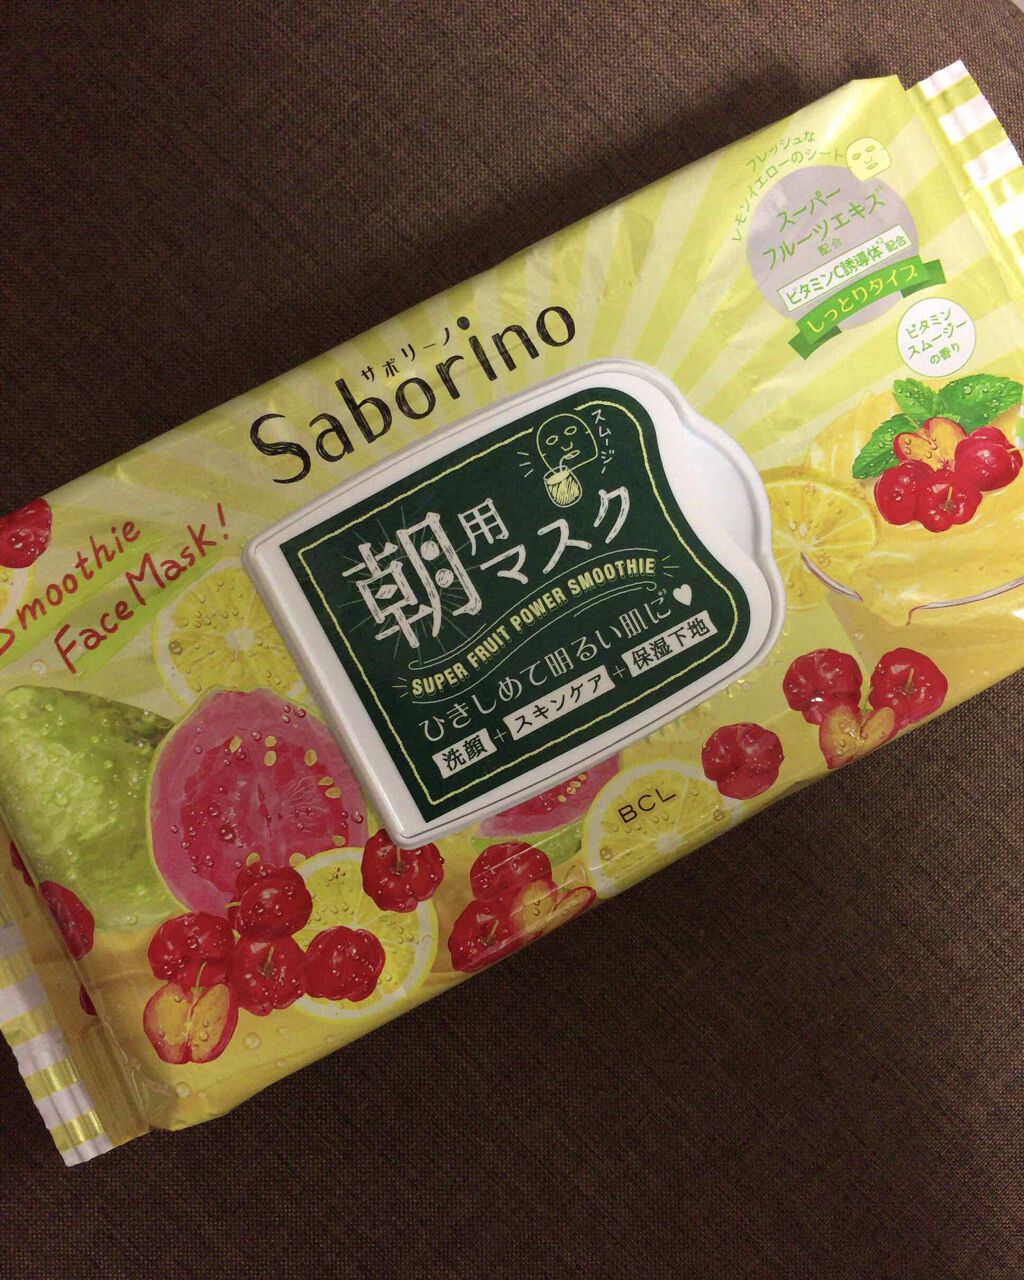 フレッシュな
レモンイエローのシート
スーパー
フルーツエキズ
配合
ビタミンC誘導体*2配合
しっとりタイプ
ビタミン
スムージー
の香り
サボリーノ
Saborino
Smoothie
Face Mask!
スムージー!
朝用
マスク
SUPER FRUIT POWER SMOOTHIE
ひきしめて明るい肌に♥
洗顔+スキンケア+保湿下地
BCL